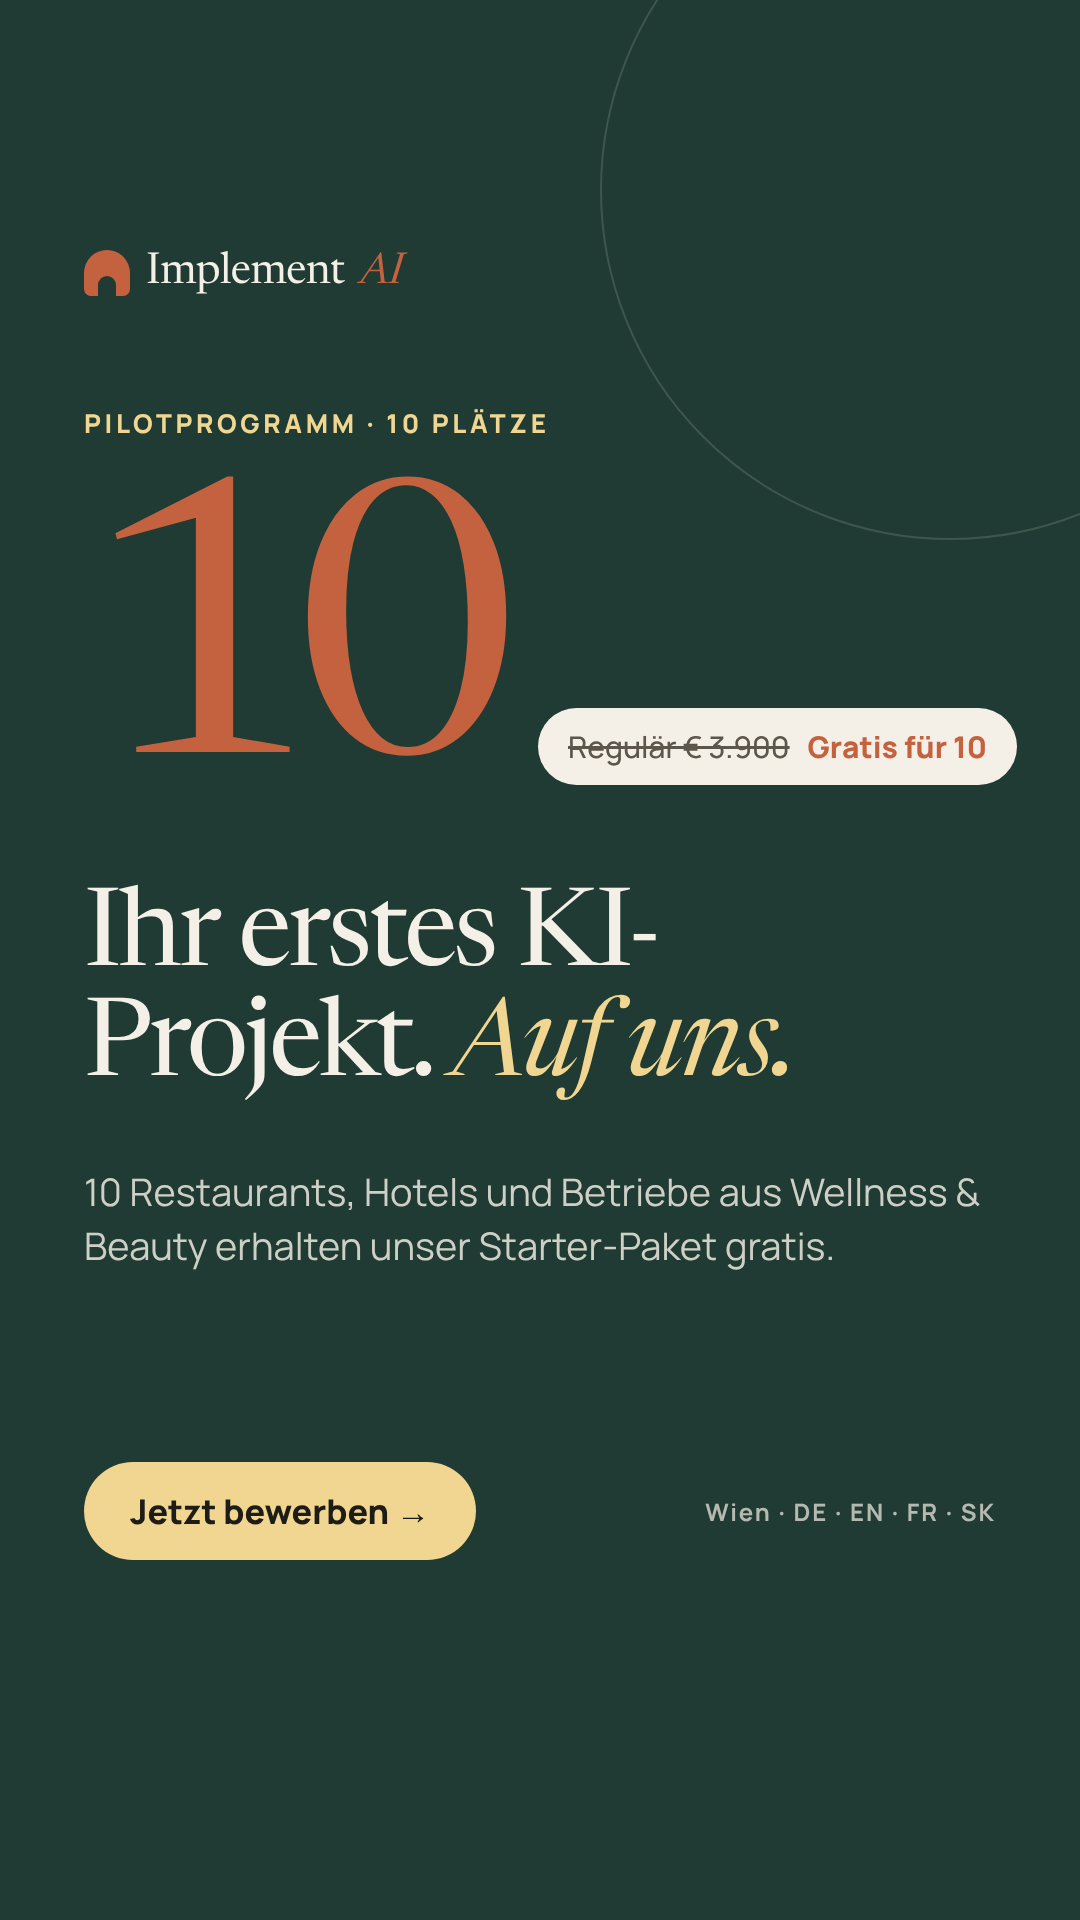 Implement AI
PILOTPROGRAMM · 10 PLÄTZE
10
Regulär € 3.900 Gratis für 10
Ihr erstes KI-
Projekt. Auf uns.
10 Restaurants, Hotels und Betriebe aus Wellness &
Beauty erhalten unser Starter-Paket gratis.
Jetzt bewerben →
Wien · DE · EN · FR · SK